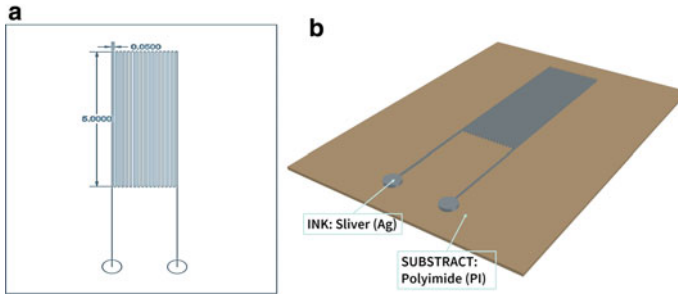 a
0.0500
5.0000
b
INK: Sliver (Ag)
SUBSTRACT:
Polyimide (PI)